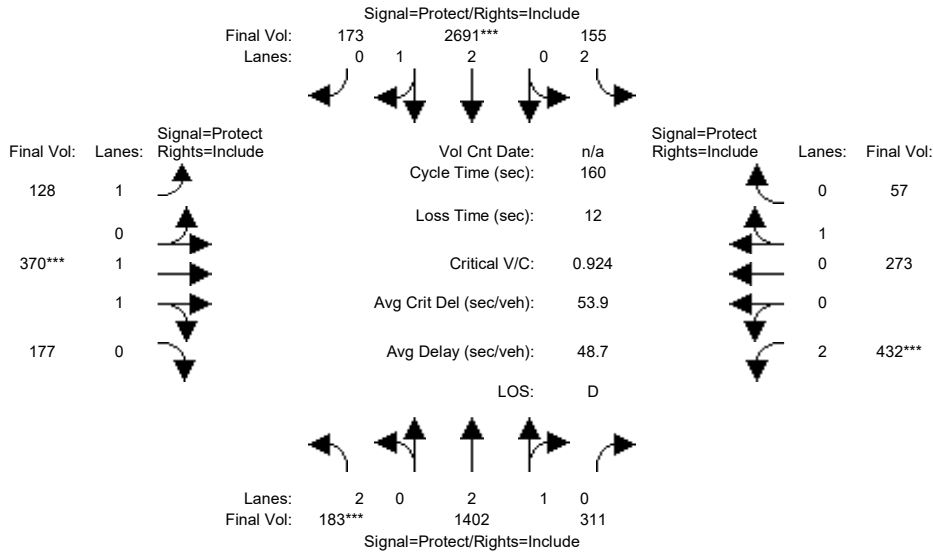 Signal=Protect/Rights=Include
Final Vol: 173 2691*** 155
Lanes: 0 1 2 0 2
Signal=Protect Signal=Protect
Final Vol: Lanes: Rights=Include Vol Cnt Date: n/a Rights=Include Lanes: Final Vol:
Cycle Time (sec): 160
128 1 0 57
Loss Time (sec): 12
0 1
370*** 1 Critical V/C: 0.924 0 273
1 Avg Crit Del (sec/veh): 53.9 0
177 0 Avg Delay (sec/veh): 48.7 2 432***
LOS: D
Lanes: 2 0 2 1 0
Final Vol: 183*** 1402 311
Signal=Protect/Rights=Include